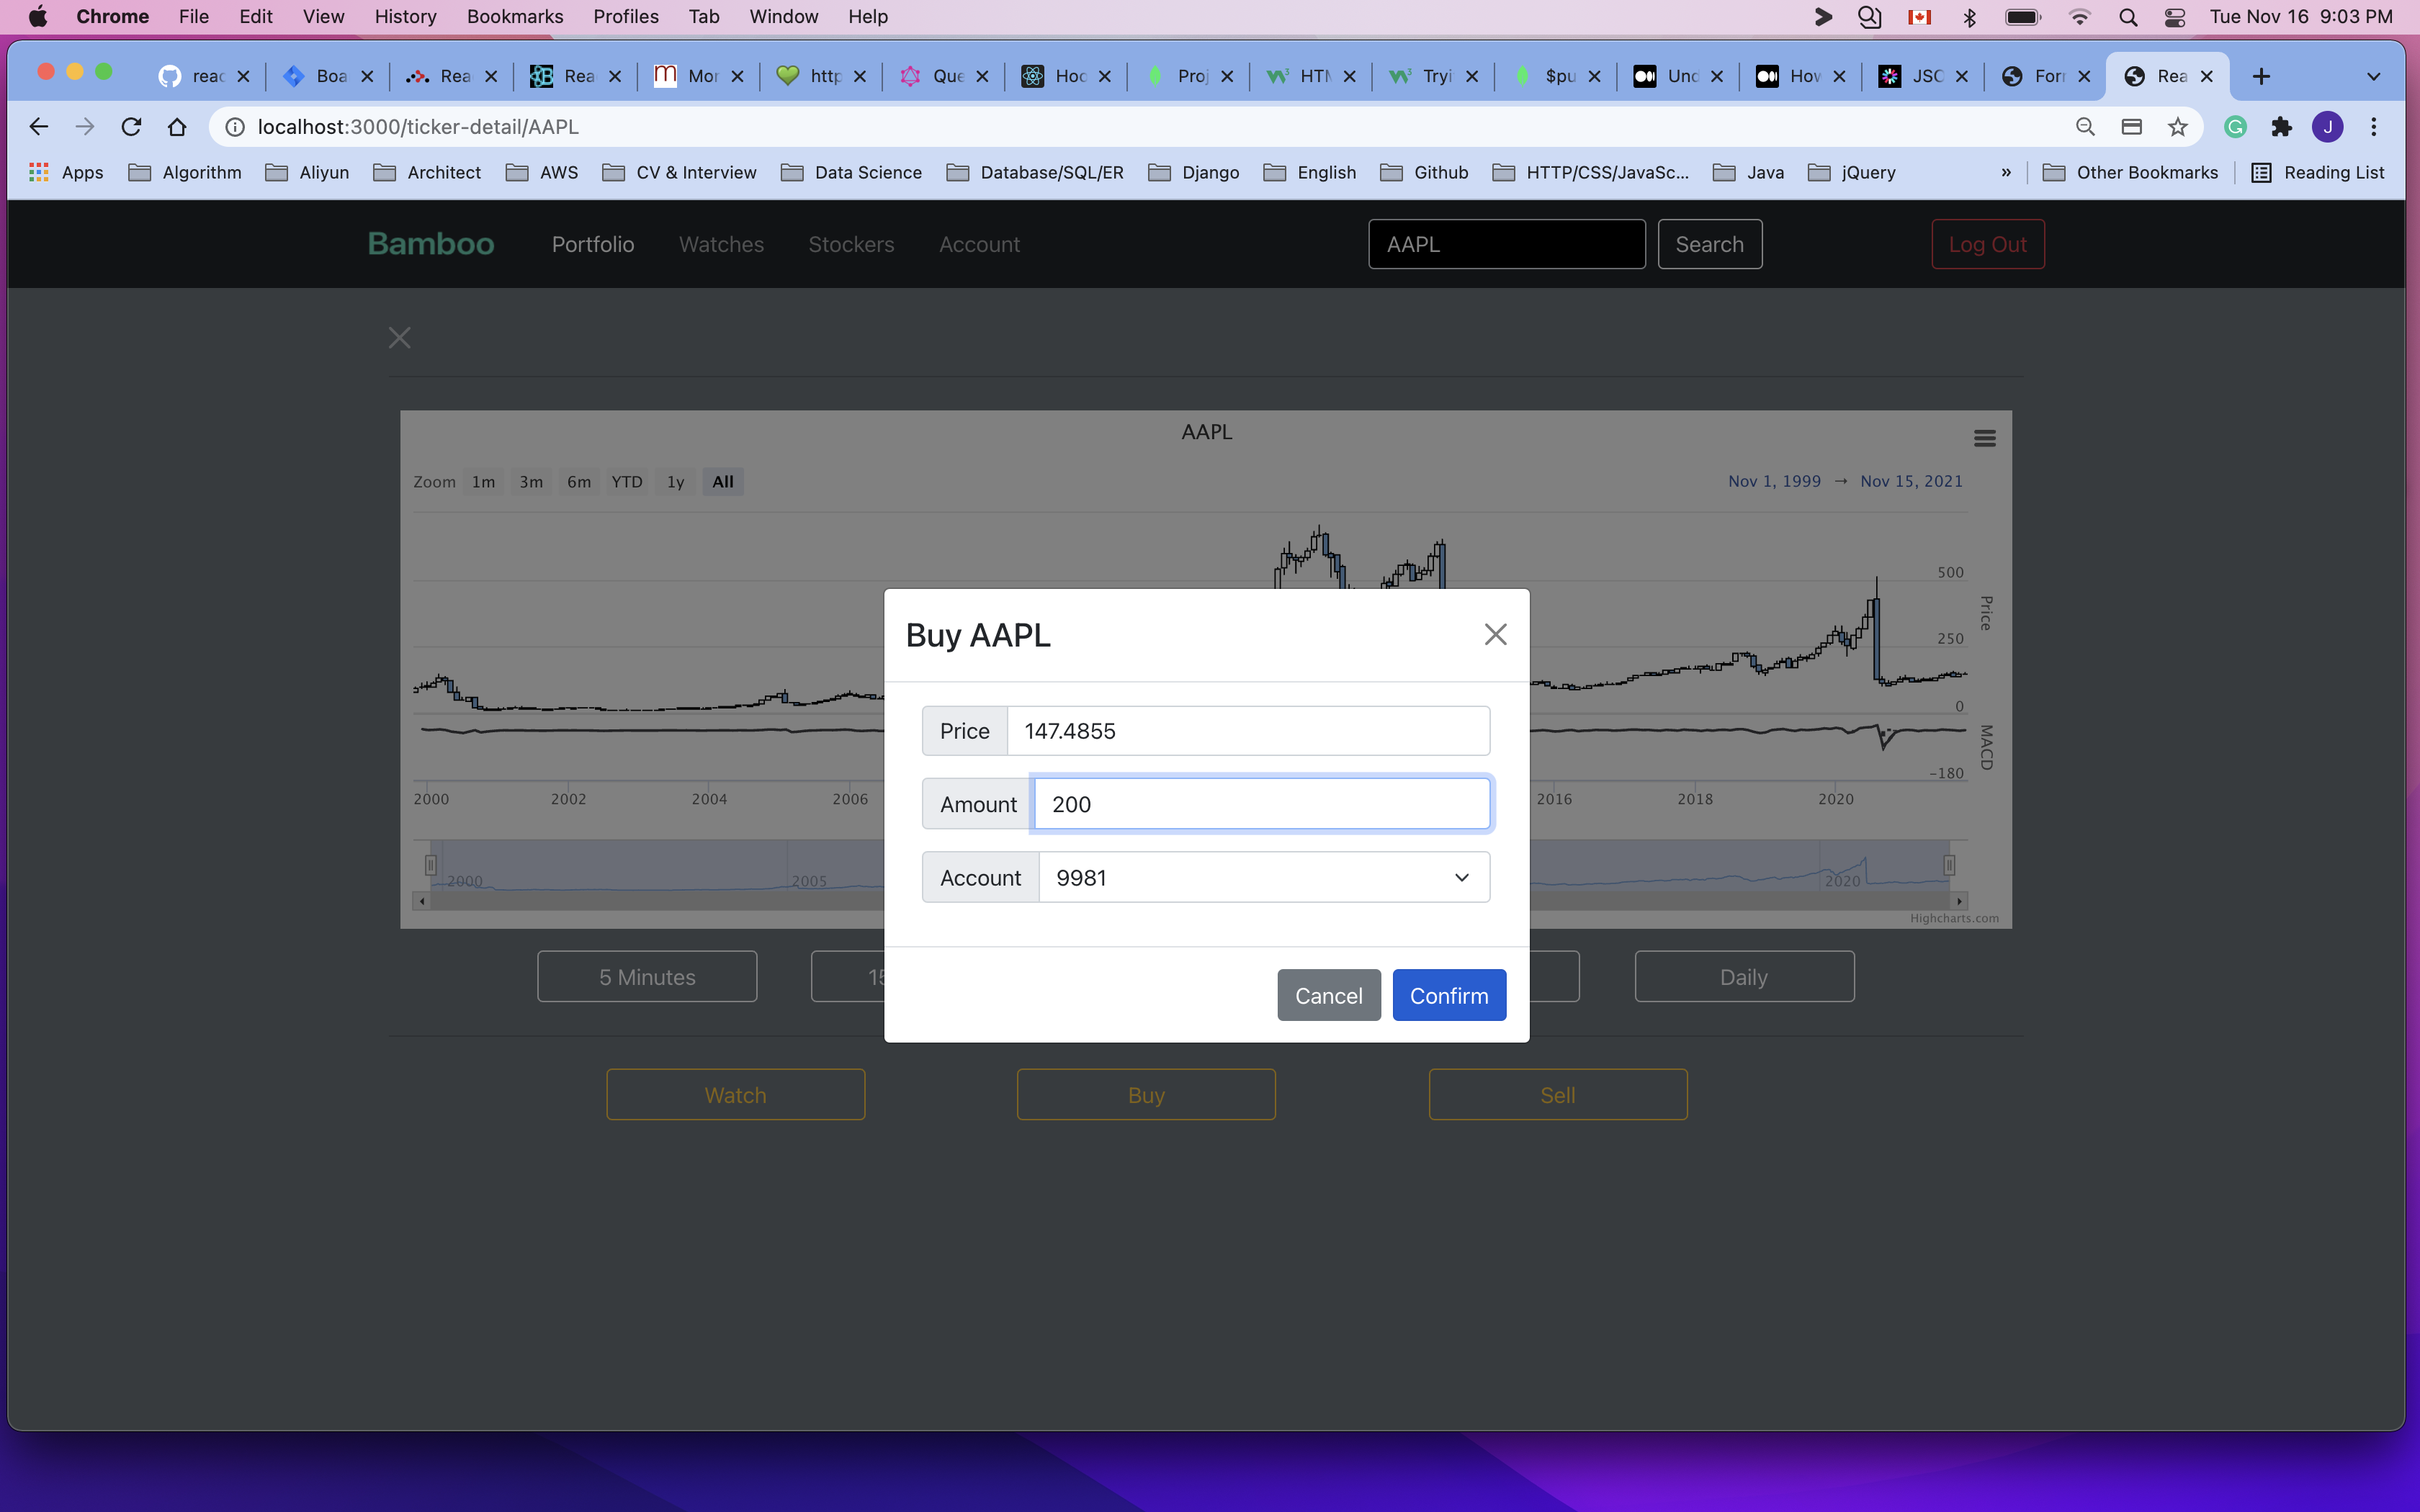 Chrome File Edit View History Bookmarks Profiles Tab Window Help Tue Nov 16 9:03 PM
reac Boa Rea Rea Mor http Que Hoo Proj HTM Tryi $pu Und How JSO Forr Rea
localhost:3000/ticker-detail/AAPL J
Apps Algorithm Aliyun Architect AWS CV & Interview Data Science Database/SQL/ER Django English Github HTTP/CSS/JavaSc... Java jQuery » Other Bookmarks Reading List
Bamboo Portfolio Watches Stockers Account AAPL Search Log Out
AAPL
Zoom 1m 3m 6m YTD 1y All Nov 1, 1999 → Nov 15, 2021
500
Price
250
0
MACD
-180
2000 2002 2004 2006 2016 2018 2020
2000 2005 2020
Highcharts.com
Buy AAPL
Price 147.4855
Amount 200
Account 9981
Cancel Confirm
5 Minutes 15 Daily
Watch Buy Sell